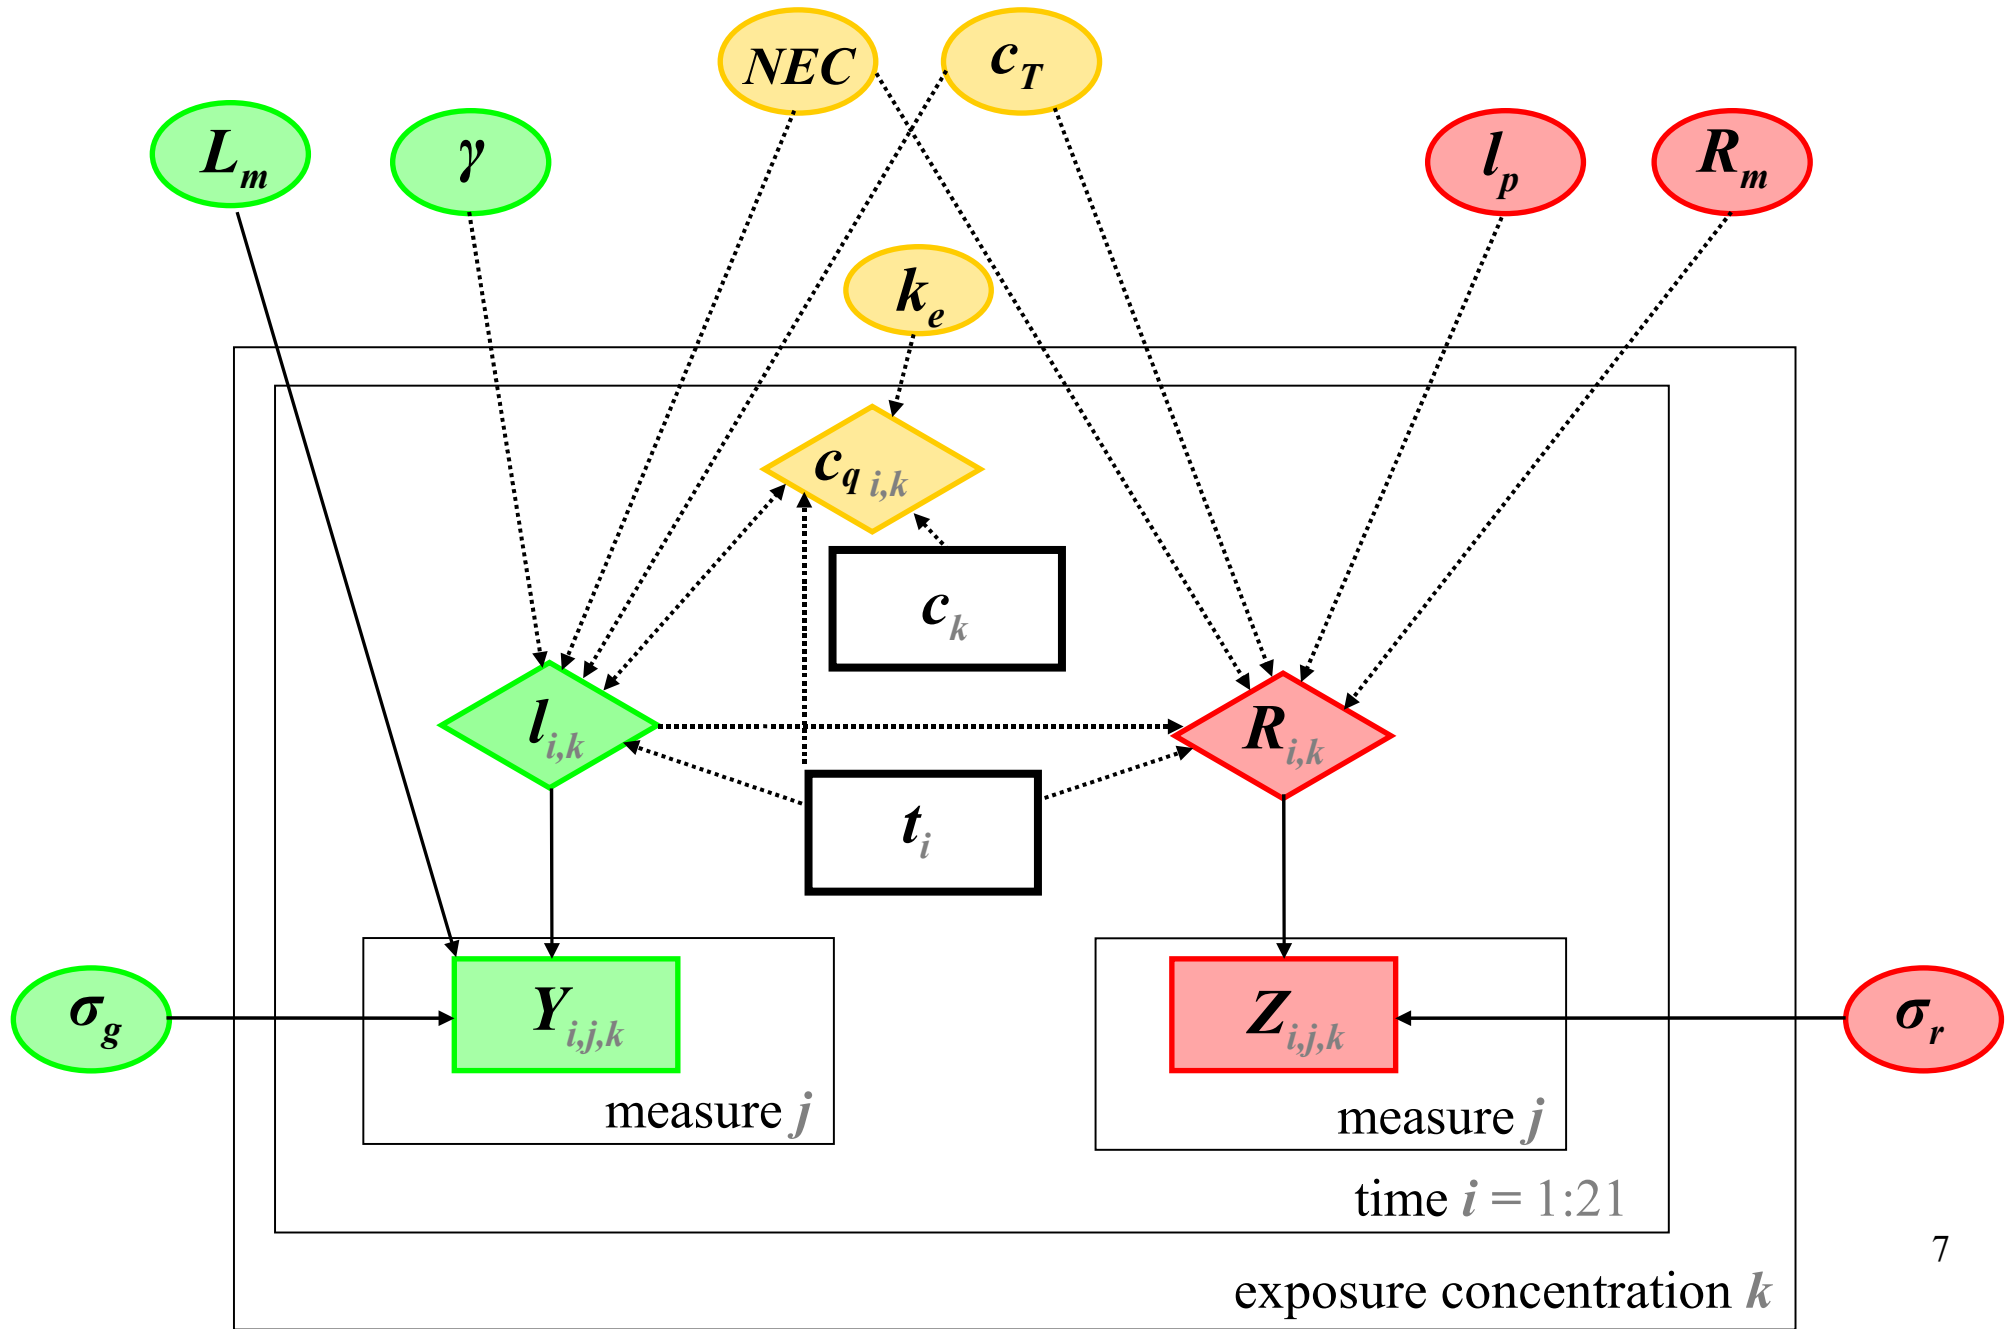 NEC
c_T
L_m
γ
l_p
R_m
k_e
c_q i,k
c_k
l_i,k
R_i,k
t_i
σ_g
Y_i,j,k
Z_i,j,k
σ_r
measure j
measure j
time i = 1:21
7
exposure concentration k